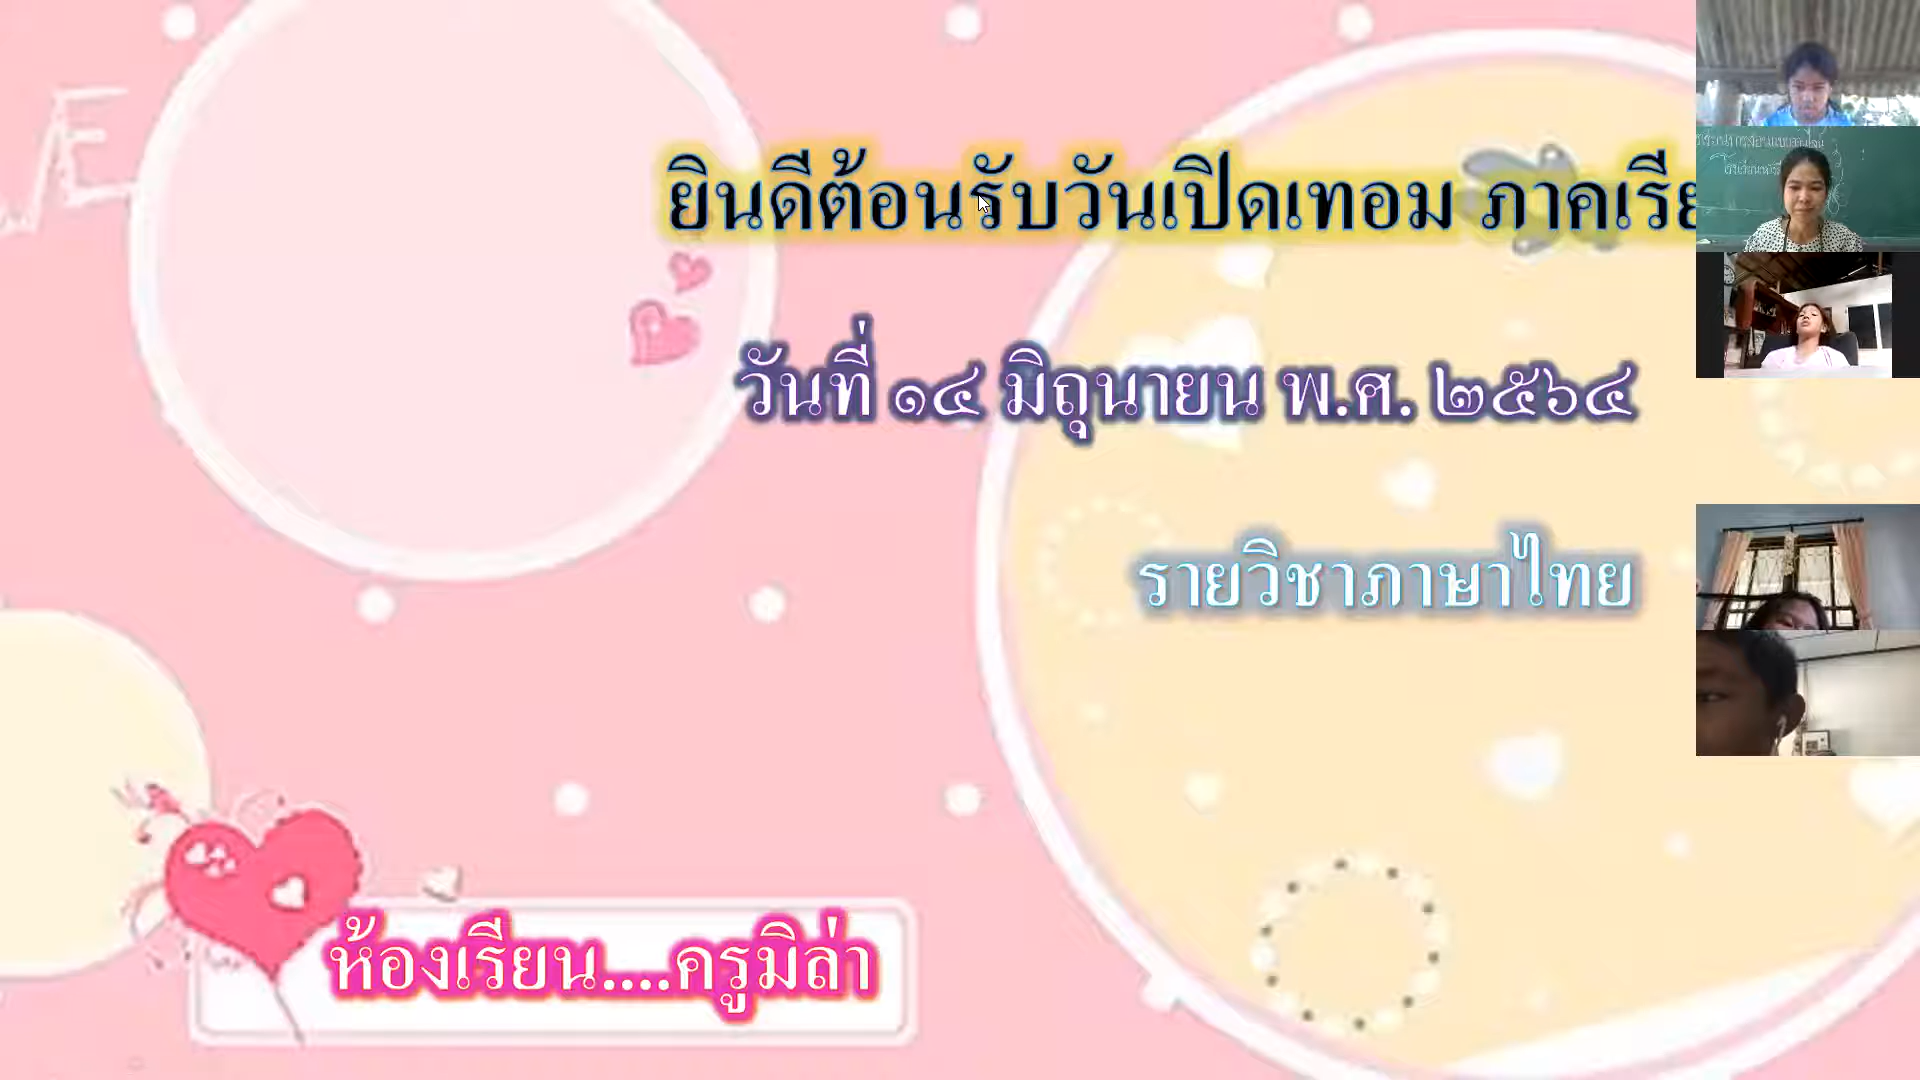 ยินดีต้อนรับวันเปิดเทอม ภาคเรีย
วันที่ ๑๔ มิถุนายน พ.ศ. ๒๕๖๔
รายวิชาภาษาไทย
ห้องเรียน....ครูมิล่า